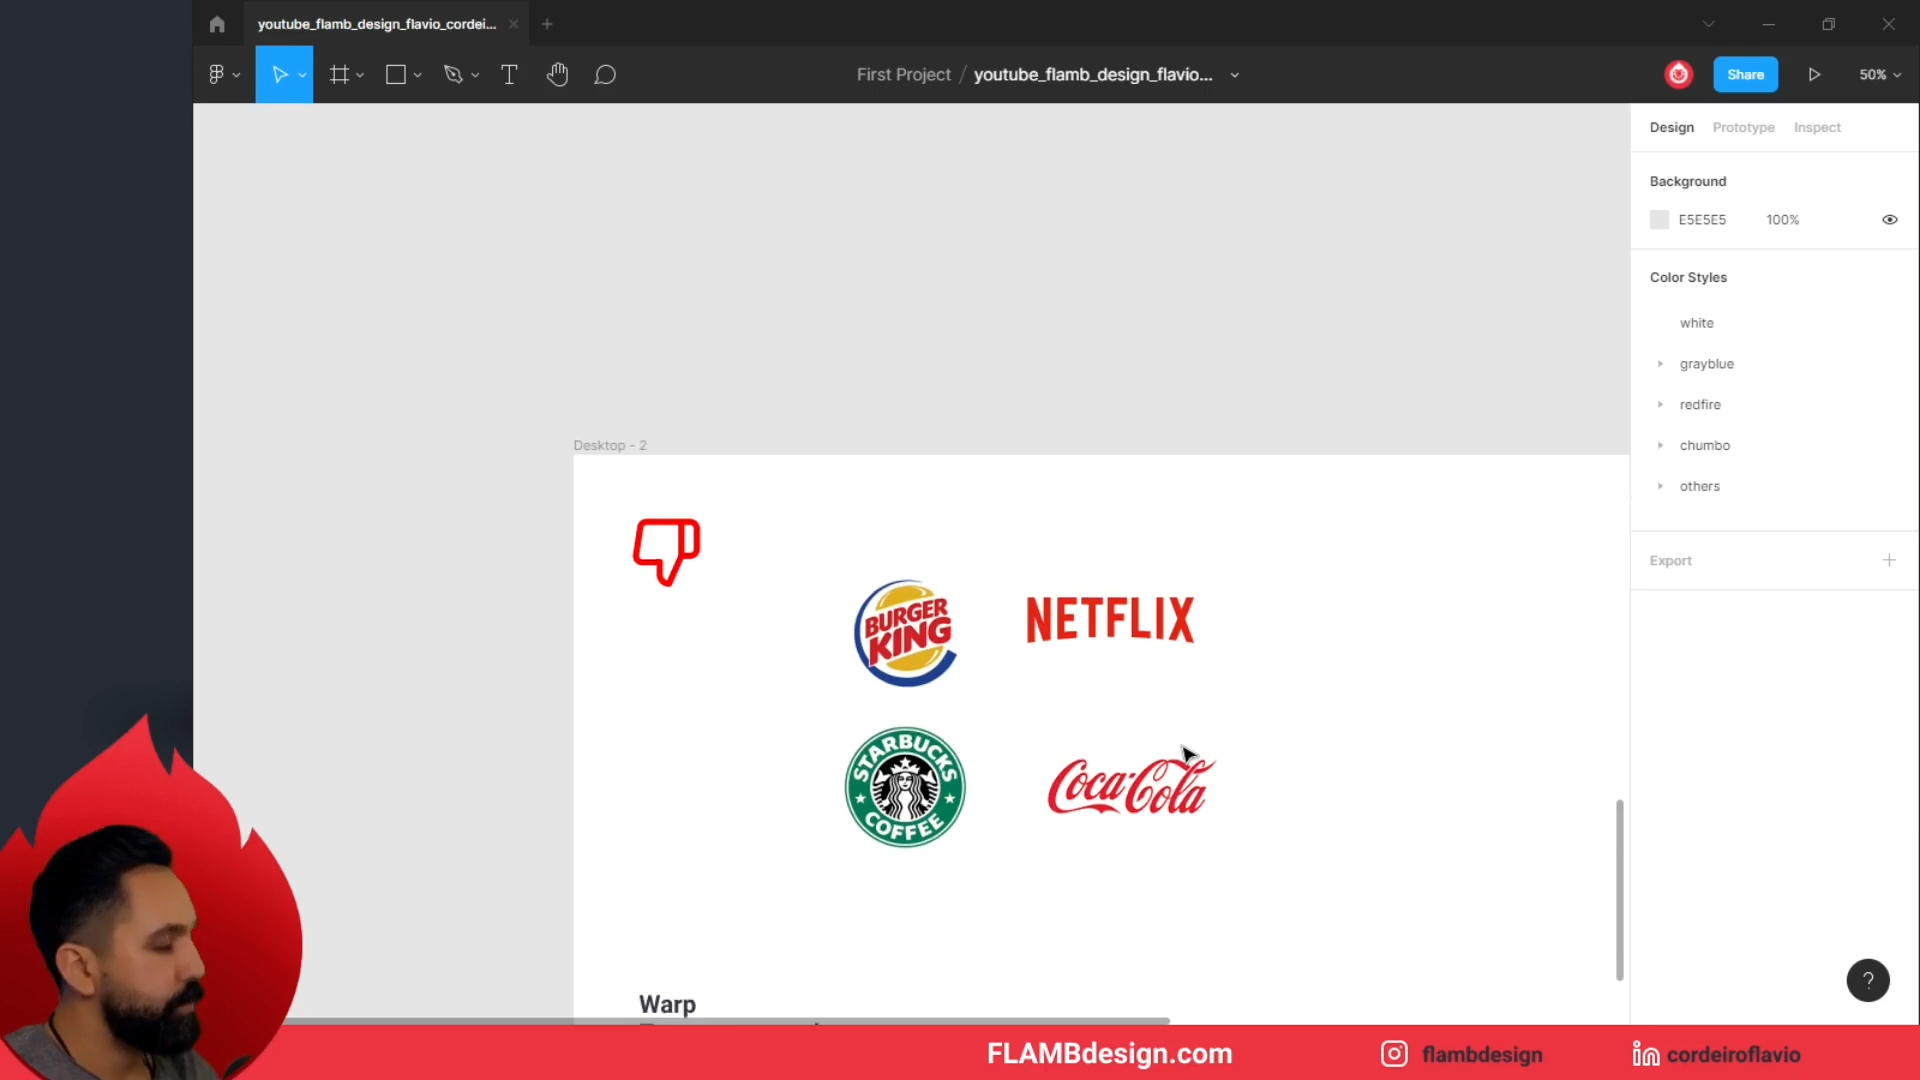 youtube_flamb_design_flavio_cordei...
First Project / youtube_flamb_design_flavio...
Share
50%
Design Prototype Inspect
Background
E5E5E5 100%
Color Styles
white
grayblue
redfire
chumbo
others
Export
Desktop - 2
BURGER
KING
NETFLIX
STARBUCKS
COFFEE
Coca-Cola
Warp
?
FLAMBdesign.com
flambdesign
in cordeiroflavio